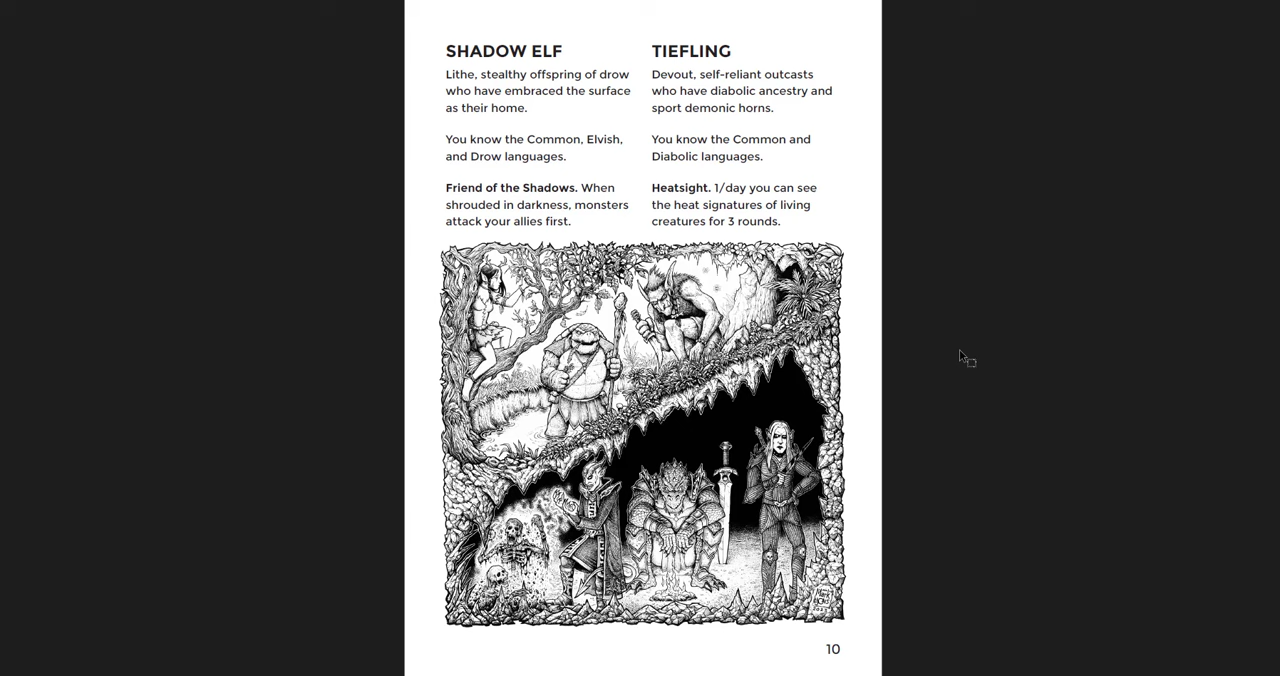 SHADOW ELF
Lithe, stealthy offspring of drow
who have embraced the surface
as their home.
You know the Common, Elvish,
and Drow languages.
Friend of the Shadows. When
shrouded in darkness, monsters
attack your allies first.
TIEFLING
Devout, self-reliant outcasts
who have diabolic ancestry and
sport demonic horns.
You know the Common and
Diabolic languages.
Heatsight. 1/day you can see
the heat signatures of living
creatures for 3 rounds.
10